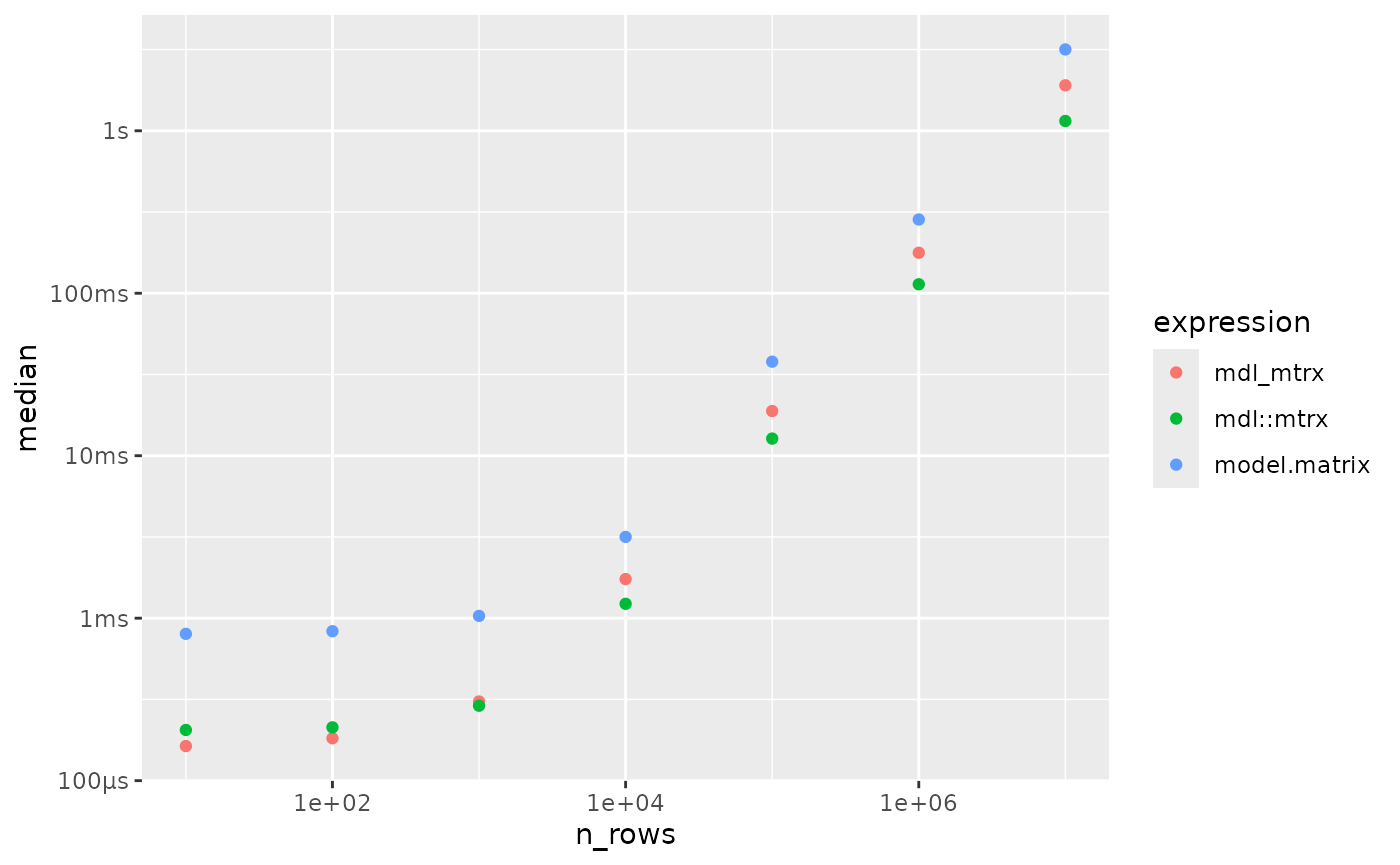 median
1s
100ms
10ms
1ms
100µs
1e+02
1e+04
1e+06
n_rows
expression
mdl_mtrx
mdl::mtrx
model.matrix